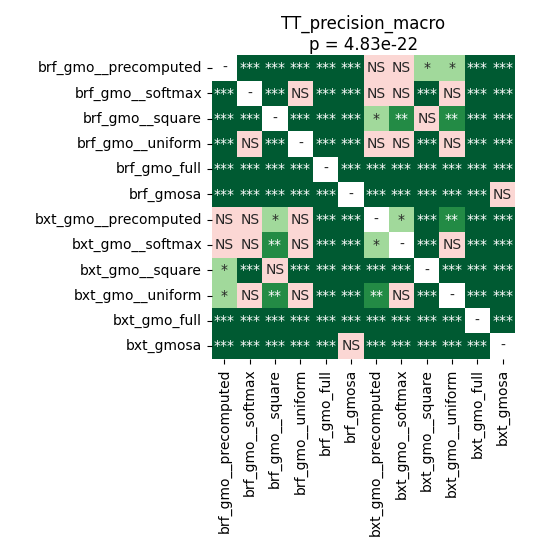 TT_precision_macro
p = 4.83e-22
brf_gmo__precomputed - *** *** *** *** *** NS NS * * *** ***
brf_gmo__softmax *** - *** NS *** *** NS NS *** NS *** ***
brf_gmo__square *** *** - *** *** *** * ** NS ** *** ***
brf_gmo__uniform *** NS *** - *** *** NS NS *** NS *** ***
brf_gmo_full *** *** *** *** - *** *** *** *** *** *** ***
brf_gmosa *** *** *** *** *** - *** *** *** *** *** NS
bxt_gmo__precomputed NS NS * NS *** *** - * *** ** *** ***
bxt_gmo__softmax NS NS ** NS *** *** * - *** NS *** ***
bxt_gmo__square * *** NS *** *** *** *** *** - *** *** ***
bxt_gmo__uniform * NS ** NS *** *** ** NS *** - *** ***
bxt_gmo_full *** *** *** *** *** *** *** *** *** *** - ***
bxt_gmosa *** *** *** *** *** NS *** *** *** *** *** -
brf_gmo__precomputed
brf_gmo__softmax
brf_gmo__square
brf_gmo__uniform
brf_gmo_full
brf_gmosa
bxt_gmo__precomputed
bxt_gmo__softmax
bxt_gmo__square
bxt_gmo__uniform
bxt_gmo_full
bxt_gmosa